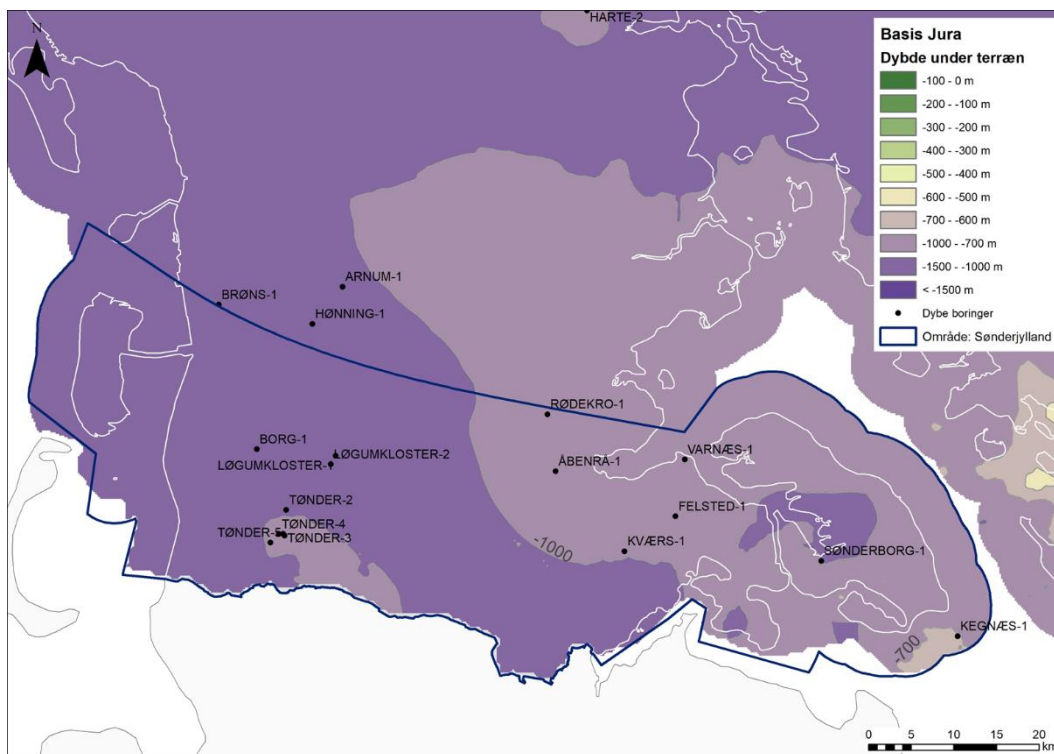 HARTE-2
N
Basis Jura
Dybde under terræn
-100 - 0 m
-200 - -100 m
-300 - -200 m
-400 - -300 m
-500 - -400 m
-600 - -500 m
-700 - -600 m
-1000 - -700 m
-1500 - -1000 m
< -1500 m
Dybe boringer
Område: Sønderjylland
ARNUM-1
BRØNS-1
HØNNING-1
RØDEKRO-1
BORG-1
LØGUMKLOSTER-2
LØGUMKLOSTER-1
VARNÆS-1
ÅBENRÅ-1
TØNDER-2
FELSTED-1
TØNDER-4
TØNDER-5
TØNDER-3
-1000
KVÆRS-1
SØNDERBORG-1
KEGNÆS-1
-700
0 5 10 15 20
km